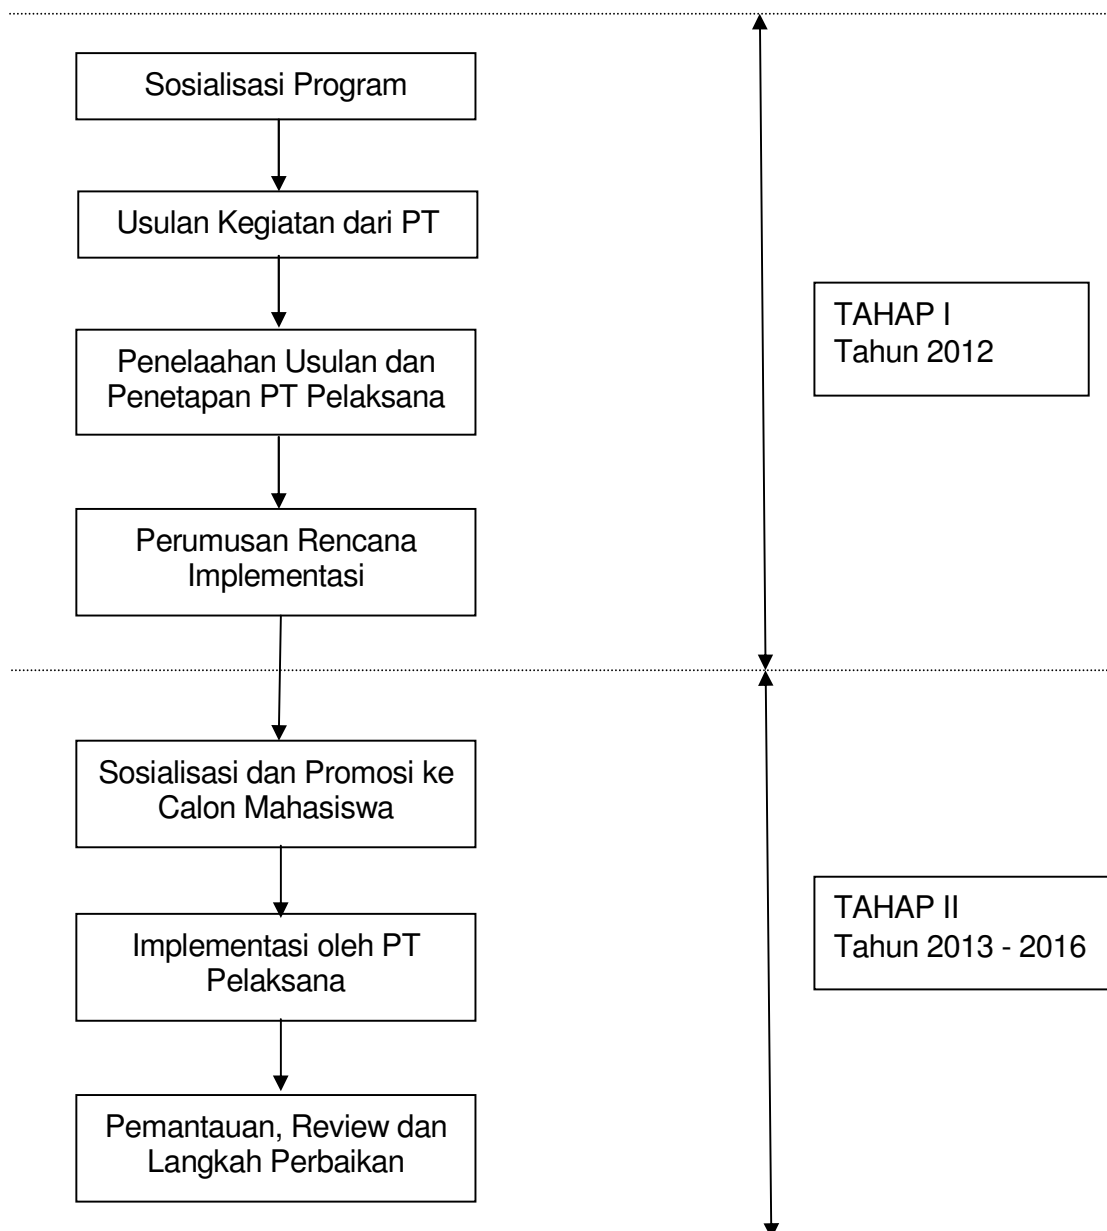 Sosialisasi Program
Usulan Kegiatan dari PT
Penelaahan Usulan dan
Penetapan PT Pelaksana
Perumusan Rencana
Implementasi
TAHAP I
Tahun 2012
Sosialisasi dan Promosi ke
Calon Mahasiswa
Implementasi oleh PT
Pelaksana
Pemantauan, Review dan
Langkah Perbaikan
TAHAP II
Tahun 2013 - 2016